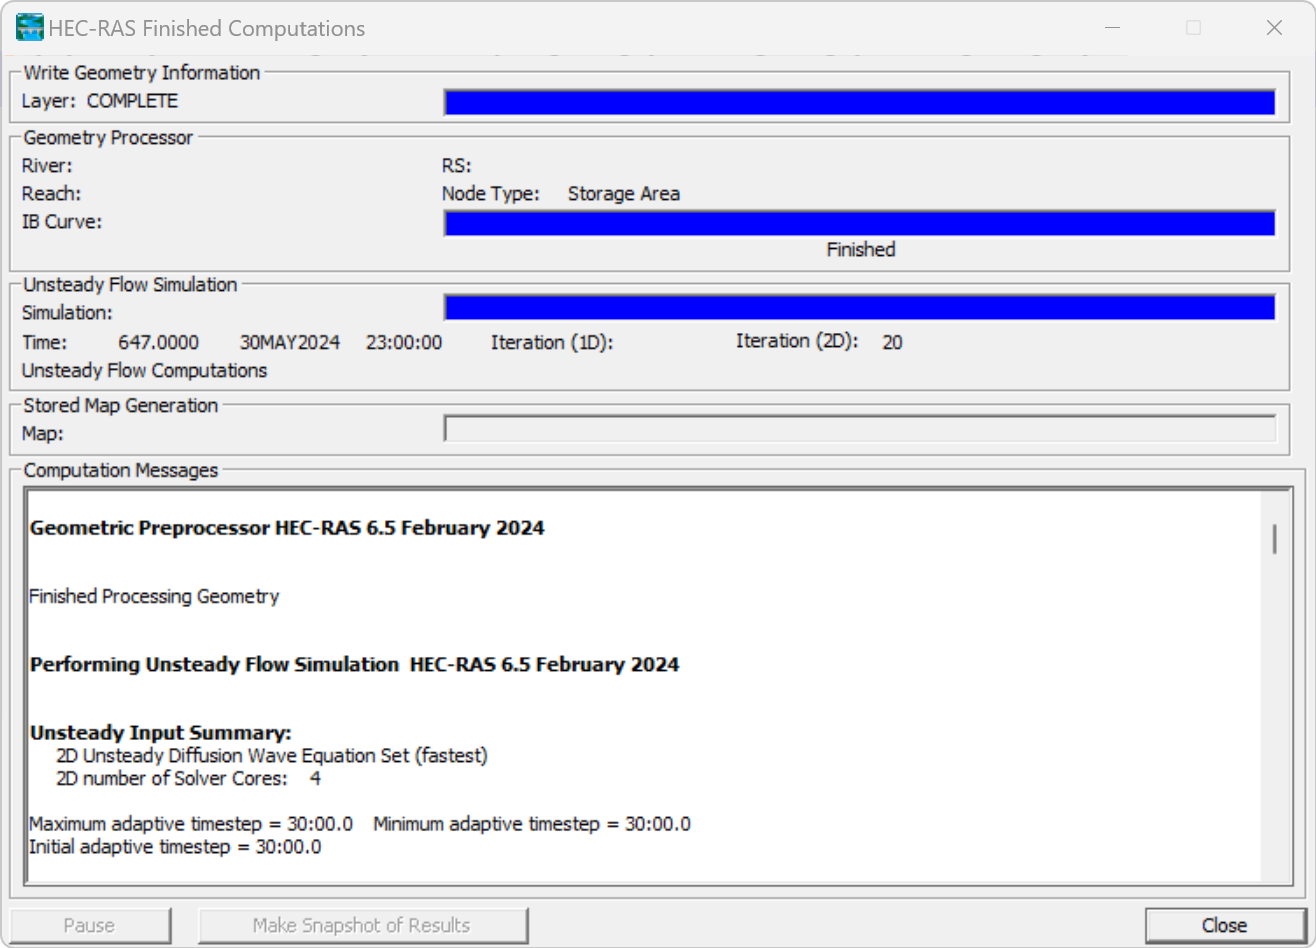 HEC-RAS Finished Computations
Write Geometry Information
Layer: COMPLETE
Geometry Processor
River: RS:
Reach: Node Type: Storage Area
IB Curve:
Finished
Unsteady Flow Simulation
Simulation:
Time: 647.0000 30MAY2024 23:00:00 Iteration (1D): Iteration (2D): 20
Unsteady Flow Computations
Stored Map Generation
Map:
Computation Messages
Geometric Preprocessor HEC-RAS 6.5 February 2024
Finished Processing Geometry
Performing Unsteady Flow Simulation HEC-RAS 6.5 February 2024
Unsteady Input Summary:
2D Unsteady Diffusion Wave Equation Set (fastest)
2D number of Solver Cores: 4
Maximum adaptive timestep = 30:00.0 Minimum adaptive timestep = 30:00.0
Initial adaptive timestep = 30:00.0
Pause Make Snapshot of Results Close